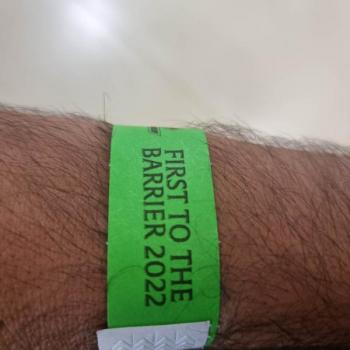 FIRST TO THE
BARRIER 2022